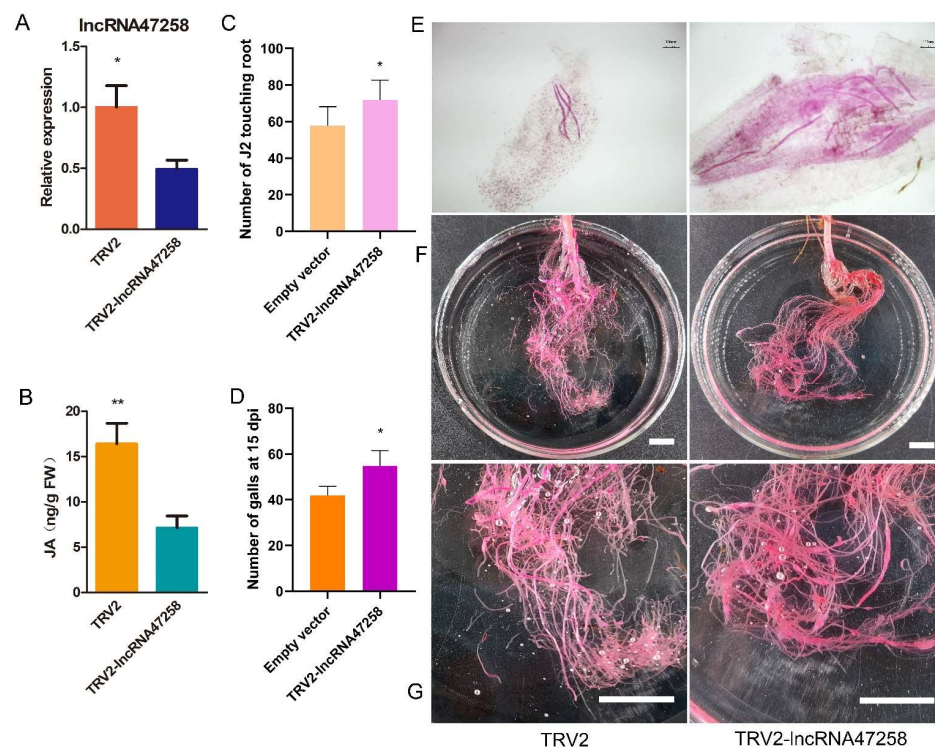 A
lncRNA47258
Relative expression
1.5
1.0
0.5
0.0
*
TRV2
TRV2-lncRNA47258
B
JA（ng/g FW）
20
15
10
5
0
**
TRV2
TRV2-lncRNA47258
C
Number of J2 touching root
100
80
60
40
20
0
*
Empty vector
TRV2-lncRNA47258
D
Number of galls at 15 dpi
80
60
40
20
0
*
Empty vector
TRV2-lncRNA47258
E
F
G
TRV2
TRV2-lncRNA47258